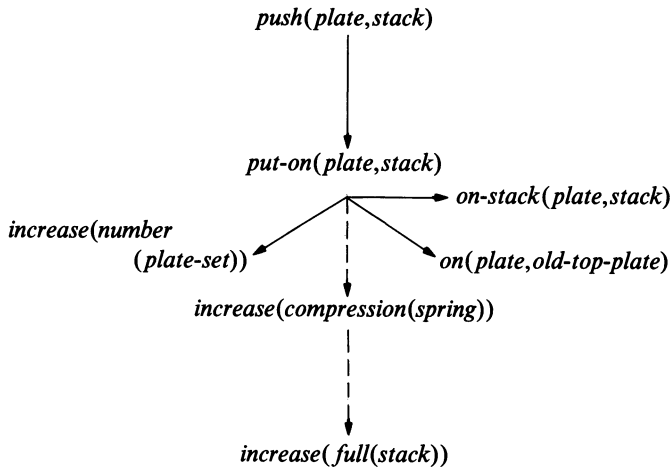 push(plate,stack)
put-on(plate,stack)
on-stack(plate,stack)
increase(number
(plate-set))
on(plate,old-top-plate)
increase(compression(spring))
increase(full(stack))